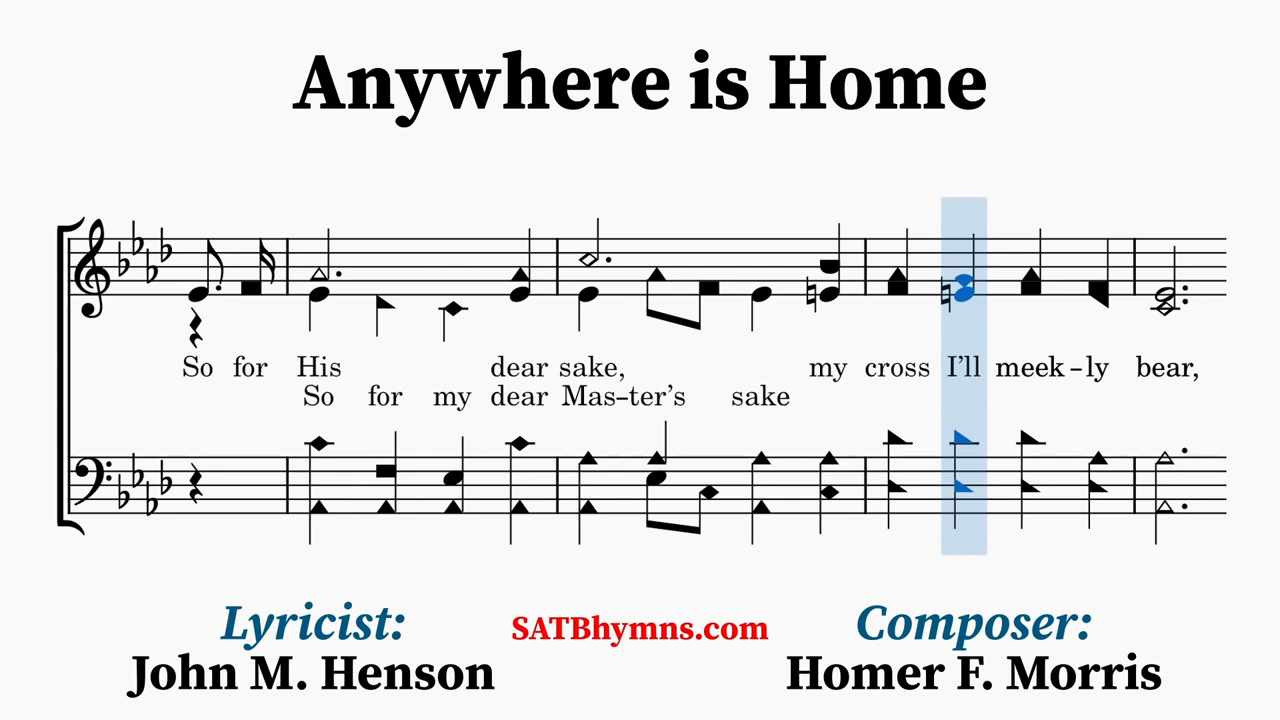 Anywhere is Home
So for His dear sake, my cross I'll meek-ly bear,
So for my dear Mas-ter's sake
Lyricist:
John M. Henson
SATBhymns.com
Composer:
Homer F. Morris